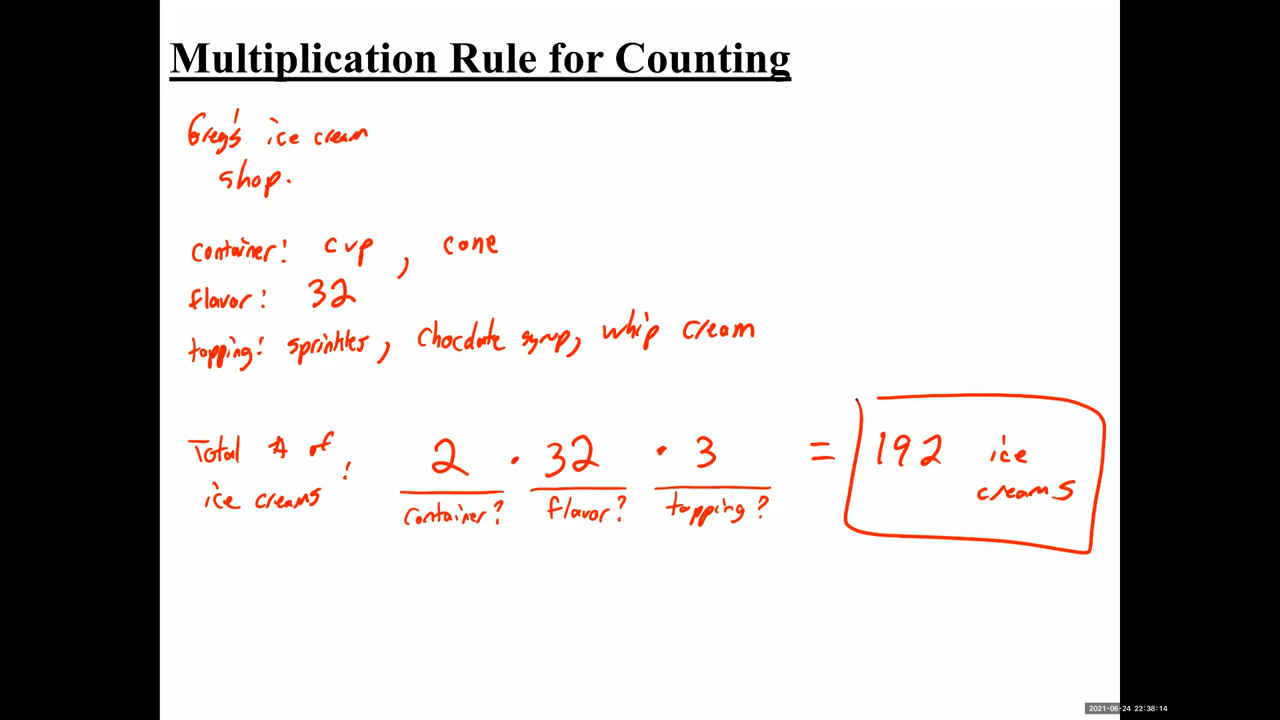 Multiplication Rule for Counting
Greg's ice cream
shop.
container: cup, cone
flavor: 32
topping: sprinkles, chocolate syrup, whip cream
Total # of
ice creams: 2 · 32 · 3 = 192 ice
creams
container? flavor? topping?
2021-06-24 22:38:14